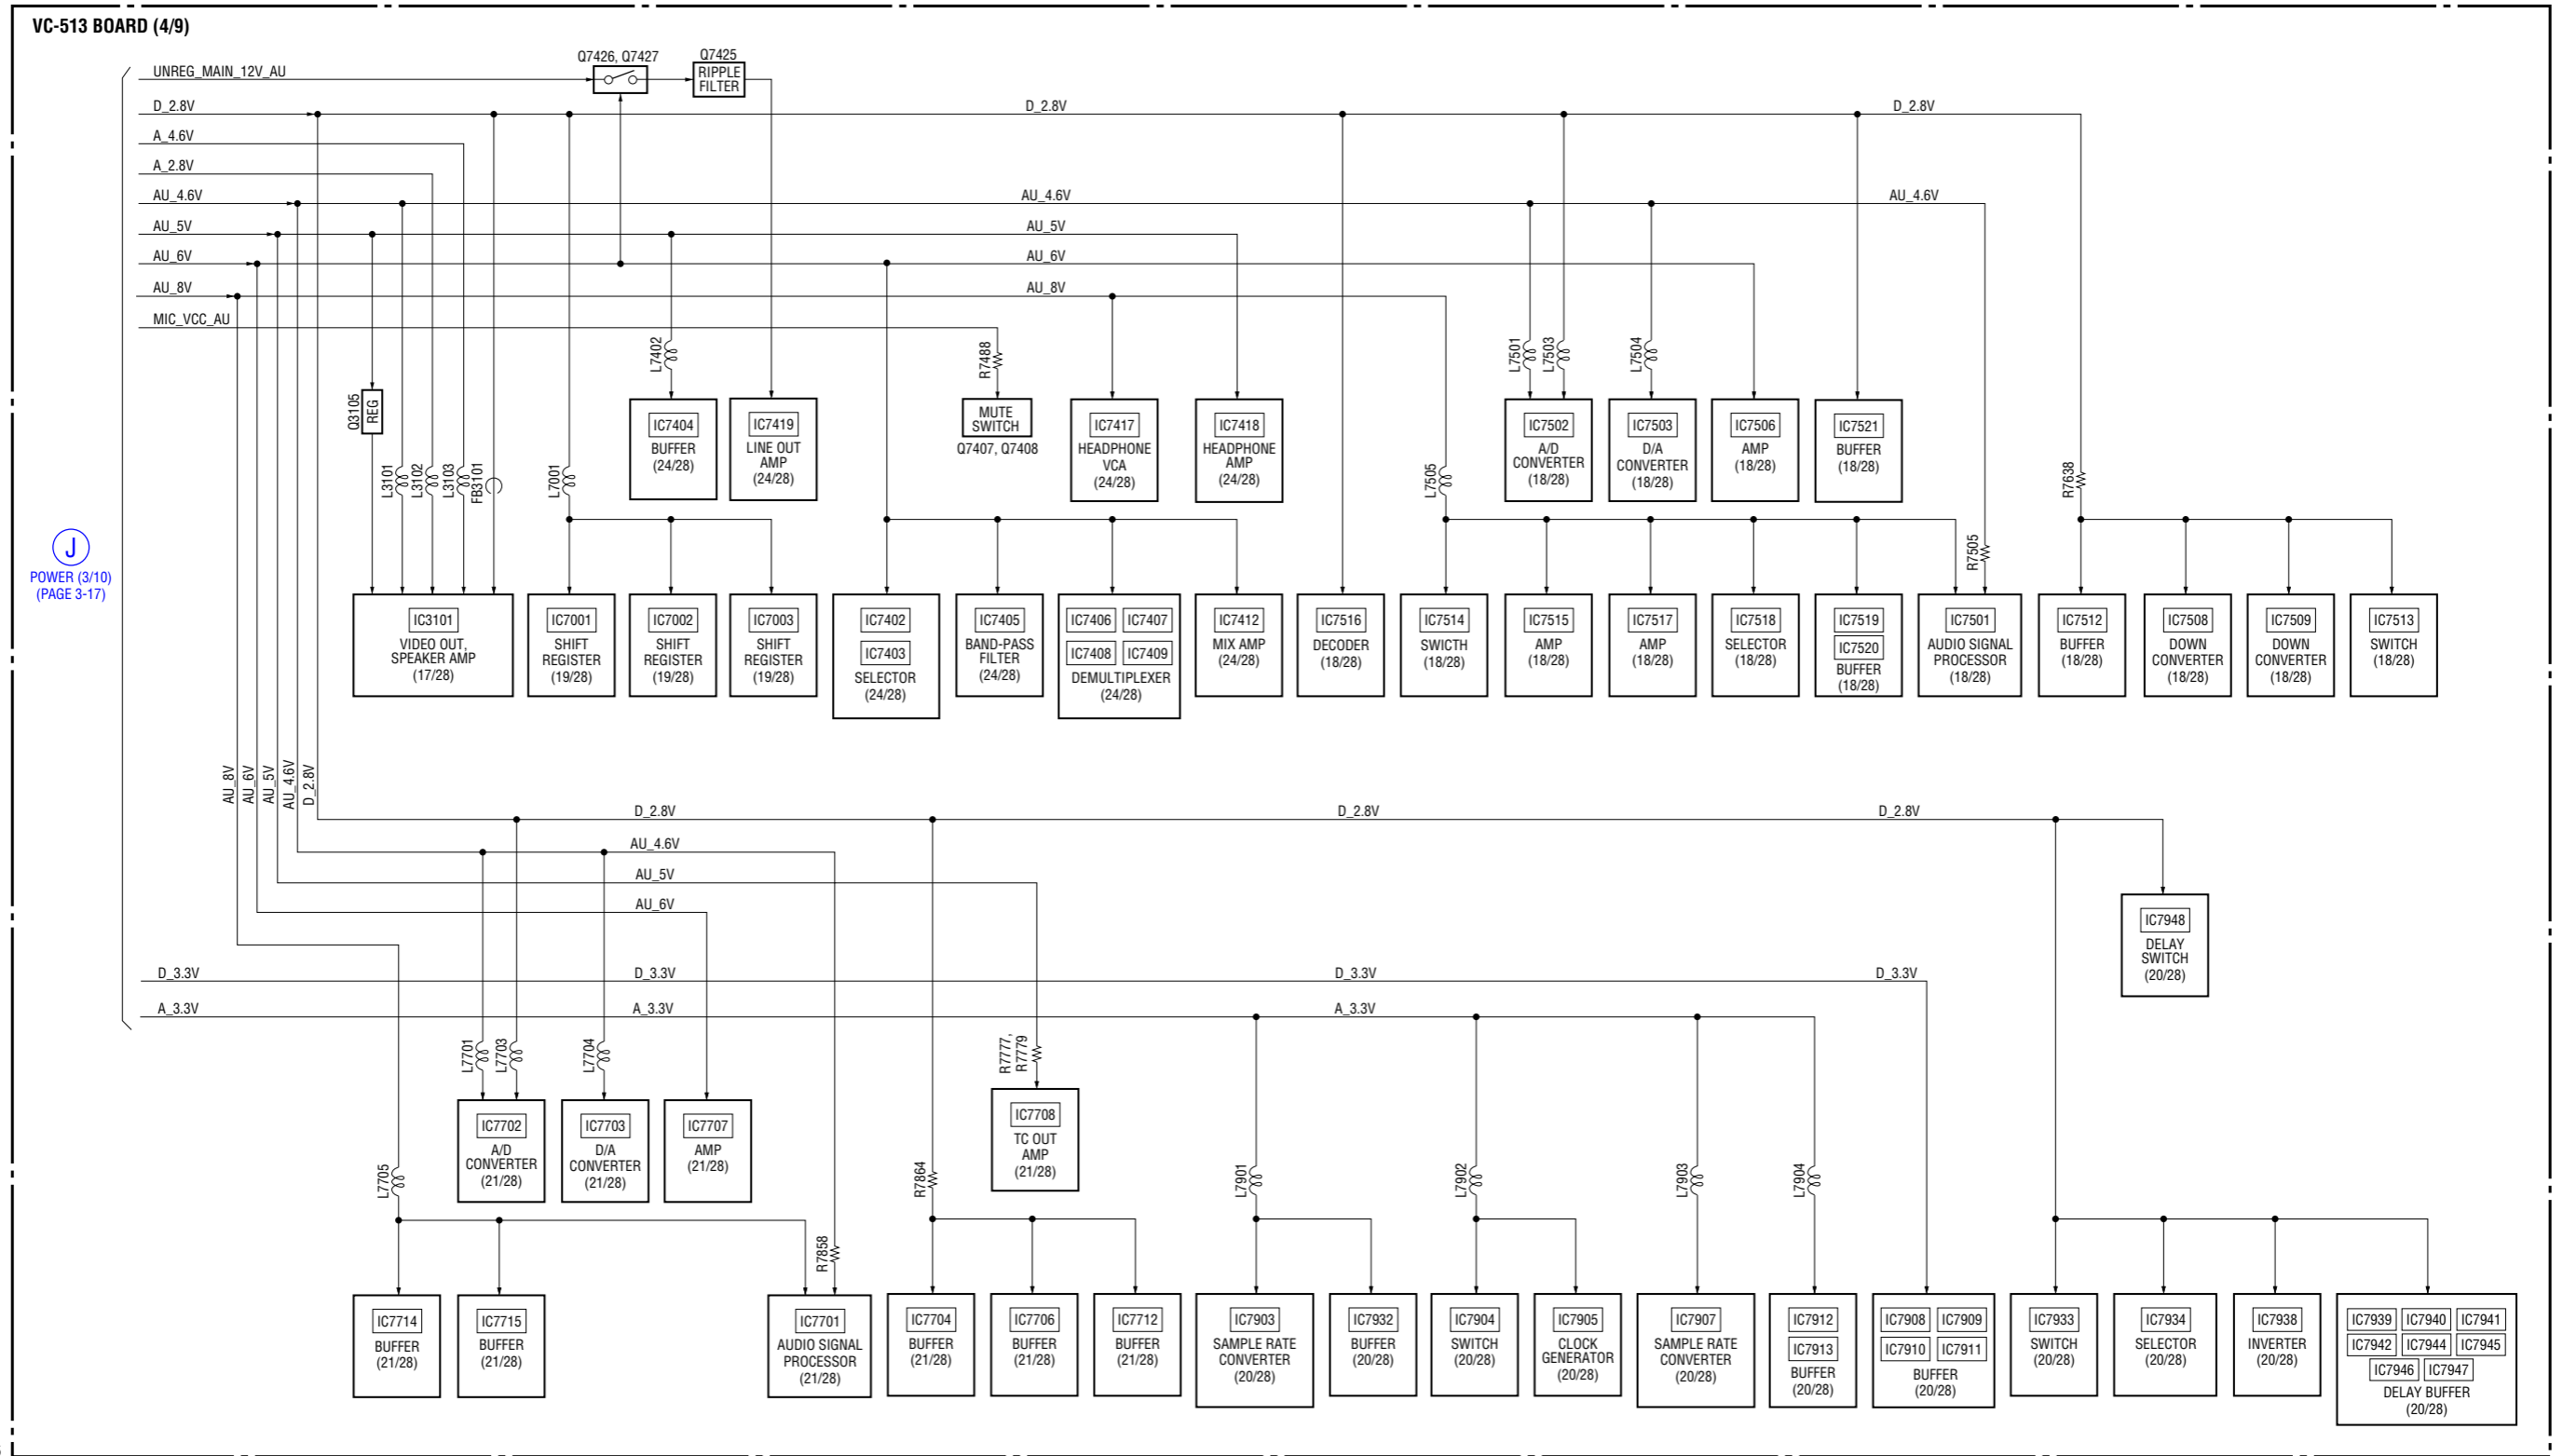 VC-513 BOARD (4/9)
Q7426, Q7427
Q7425
RIPPLE
FILTER
UNREG_MAIN_12V_AU
D_2.8V
D_2.8V
D_2.8V
A_4.6V
A_2.8V
AU_4.6V
AU_4.6V
AU_4.6V
AU_5V
AU_5V
AU_6V
AU_6V
AU_8V
AU_8V
MIC_VCC_AU
L7402
R7488
L7501
L7503
L7504
Q3105
REG
IC7404
BUFFER
(24/28)
IC7419
LINE OUT
AMP
(24/28)
MUTE
SWITCH
Q7407, Q7408
IC7417
HEADPHONE
VCA
(24/28)
IC7418
HEADPHONE
AMP
(24/28)
IC7502
A/D
CONVERTER
(18/28)
IC7503
D/A
CONVERTER
(18/28)
IC7506
AMP
(18/28)
IC7521
BUFFER
(18/28)
L3101
L3102
L3103
FB3101
L7001
L7505
R7638
R7505
J
POWER (3/10)
(PAGE 3-17)
IC3101
VIDEO OUT,
SPEAKER AMP
(17/28)
IC7001
SHIFT
REGISTER
(19/28)
IC7002
SHIFT
REGISTER
(19/28)
IC7003
SHIFT
REGISTER
(19/28)
IC7402
IC7403
SELECTOR
(24/28)
IC7405
BAND-PASS
FILTER
(24/28)
IC7406 IC7407
IC7408 IC7409
DEMULTIPLEXER
(24/28)
IC7412
MIX AMP
(24/28)
IC7516
DECODER
(18/28)
IC7514
SWICTH
(18/28)
IC7515
AMP
(18/28)
IC7517
AMP
(18/28)
IC7518
SELECTOR
(18/28)
IC7519
IC7520
BUFFER
(18/28)
IC7501
AUDIO SIGNAL
PROCESSOR
(18/28)
IC7512
BUFFER
(18/28)
IC7508
DOWN
CONVERTER
(18/28)
IC7509
DOWN
CONVERTER
(18/28)
IC7513
SWITCH
(18/28)
AU_8V
AU_6V
AU_5V
AU_4.6V
D_2.8V
D_2.8V
D_2.8V
D_2.8V
AU_4.6V
AU_5V
AU_6V
D_3.3V
D_3.3V
D_3.3V
D_3.3V
A_3.3V
A_3.3V
A_3.3V
IC7948
DELAY
SWITCH
(20/28)
L7701
L7703
L7704
R7777,
R7779
IC7702
A/D
CONVERTER
(21/28)
IC7703
D/A
CONVERTER
(21/28)
IC7707
AMP
(21/28)
IC7708
TC OUT
AMP
(21/28)
L7705
R7864
L7901
L7902
L7903
L7904
R7858
IC7714
BUFFER
(21/28)
IC7715
BUFFER
(21/28)
IC7701
AUDIO SIGNAL
PROCESSOR
(21/28)
IC7704
BUFFER
(21/28)
IC7706
BUFFER
(21/28)
IC7712
BUFFER
(21/28)
IC7903
SAMPLE RATE
CONVERTER
(20/28)
IC7932
BUFFER
(20/28)
IC7904
SWITCH
(20/28)
IC7905
CLOCK
GENERATOR
(20/28)
IC7907
SAMPLE RATE
CONVERTER
(20/28)
IC7912
IC7913
BUFFER
(20/28)
IC7908 IC7909
IC7910 IC7911
BUFFER
(20/28)
IC7933
SWITCH
(20/28)
IC7934
SELECTOR
(20/28)
IC7938
INVERTER
(20/28)
IC7939 IC7940 IC7941
IC7942 IC7944 IC7945
IC7946 IC7947
DELAY BUFFER
(20/28)